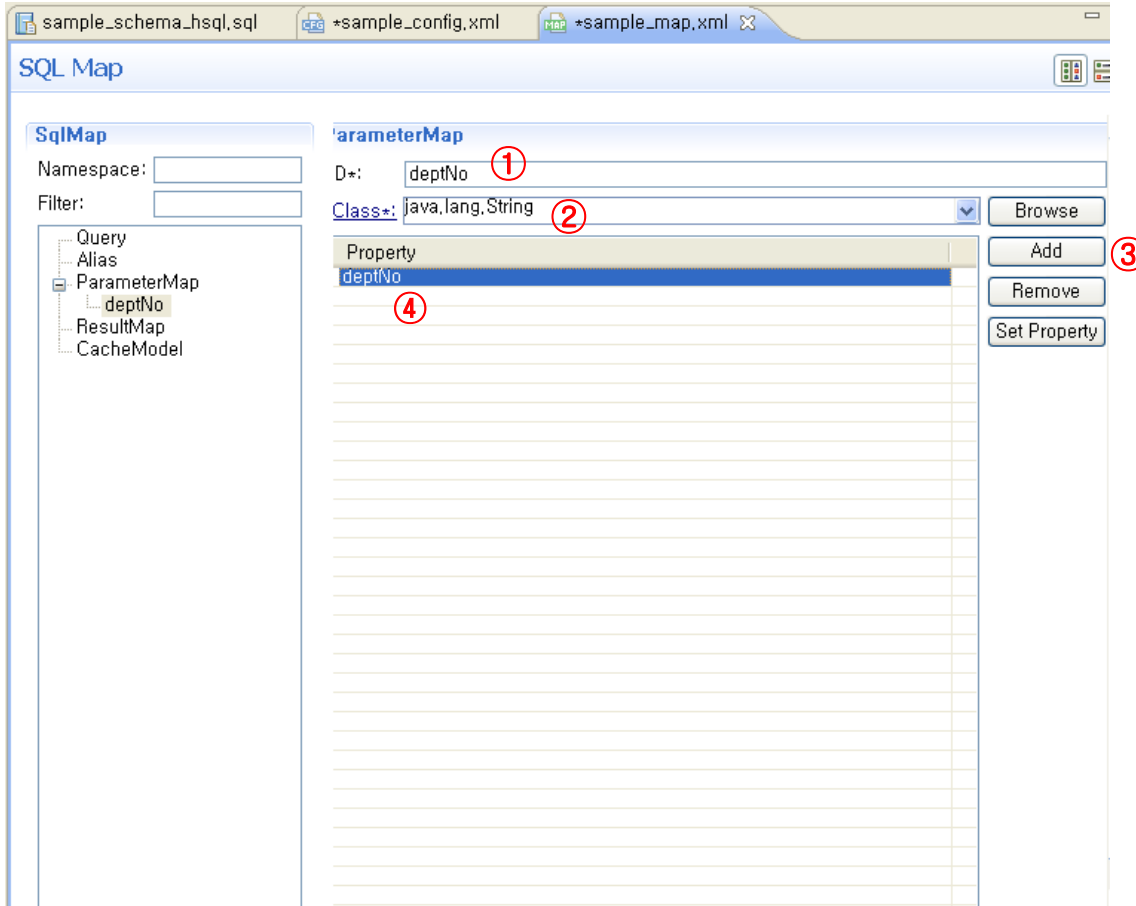 sample_schema_hsql,sql
*sample_config,xml
*sample_map,xml
SQL Map
SqlMap
Namespace:
Filter:
Query
Alias
ParameterMap
deptNo
ResultMap
CacheModel
'arameterMap
D*: deptNo ①
Class*: java,lang,String ② Browse
Property
deptNo
④
Add ③
Remove
Set Property